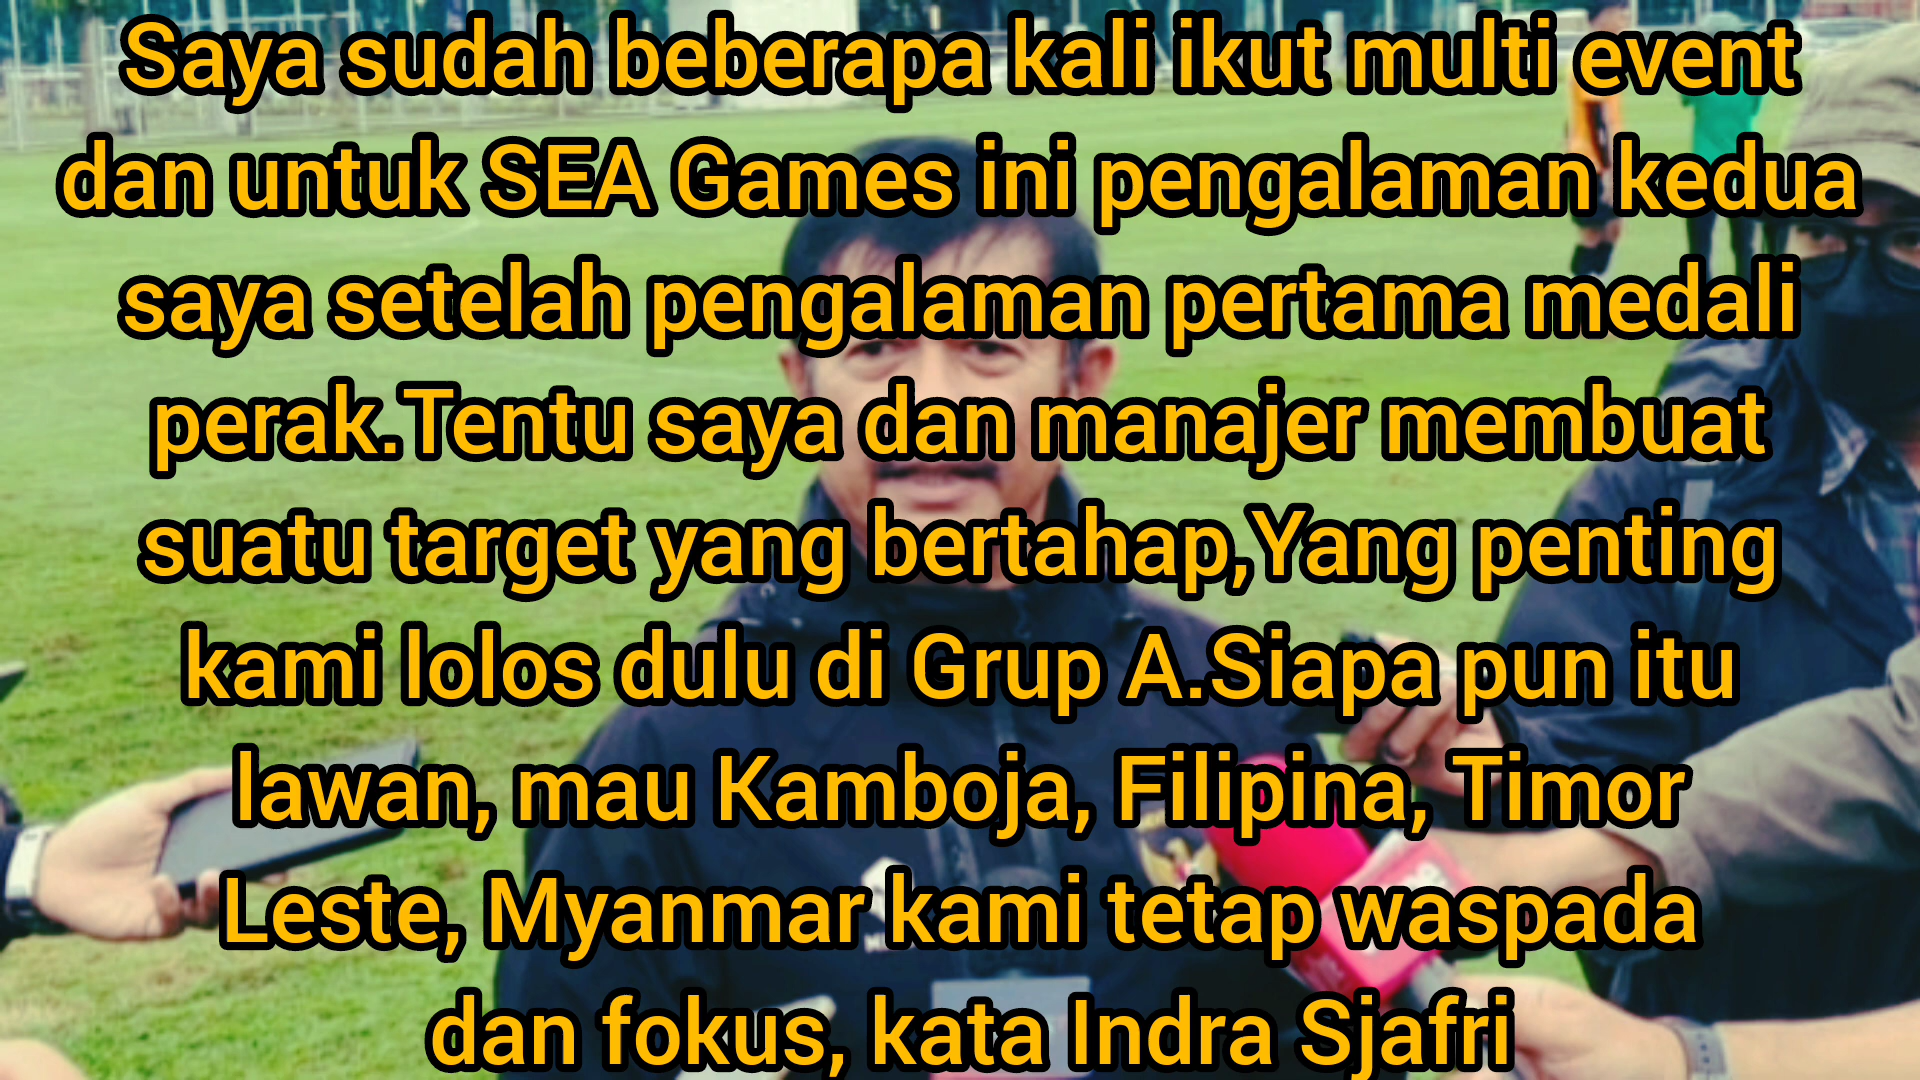 Saya sudah beberapa kali ikut multi event
dan untuk SEA Games ini pengalaman kedua
saya setelah pengalaman pertama medali
perak.Tentu saya dan manajer membuat
suatu target yang bertahap,Yang penting
kami lolos dulu di Grup A.Siapa pun itu
lawan, mau Kamboja, Filipina, Timor
Leste, Myanmar kami tetap waspada
dan fokus, kata Indra Sjafri